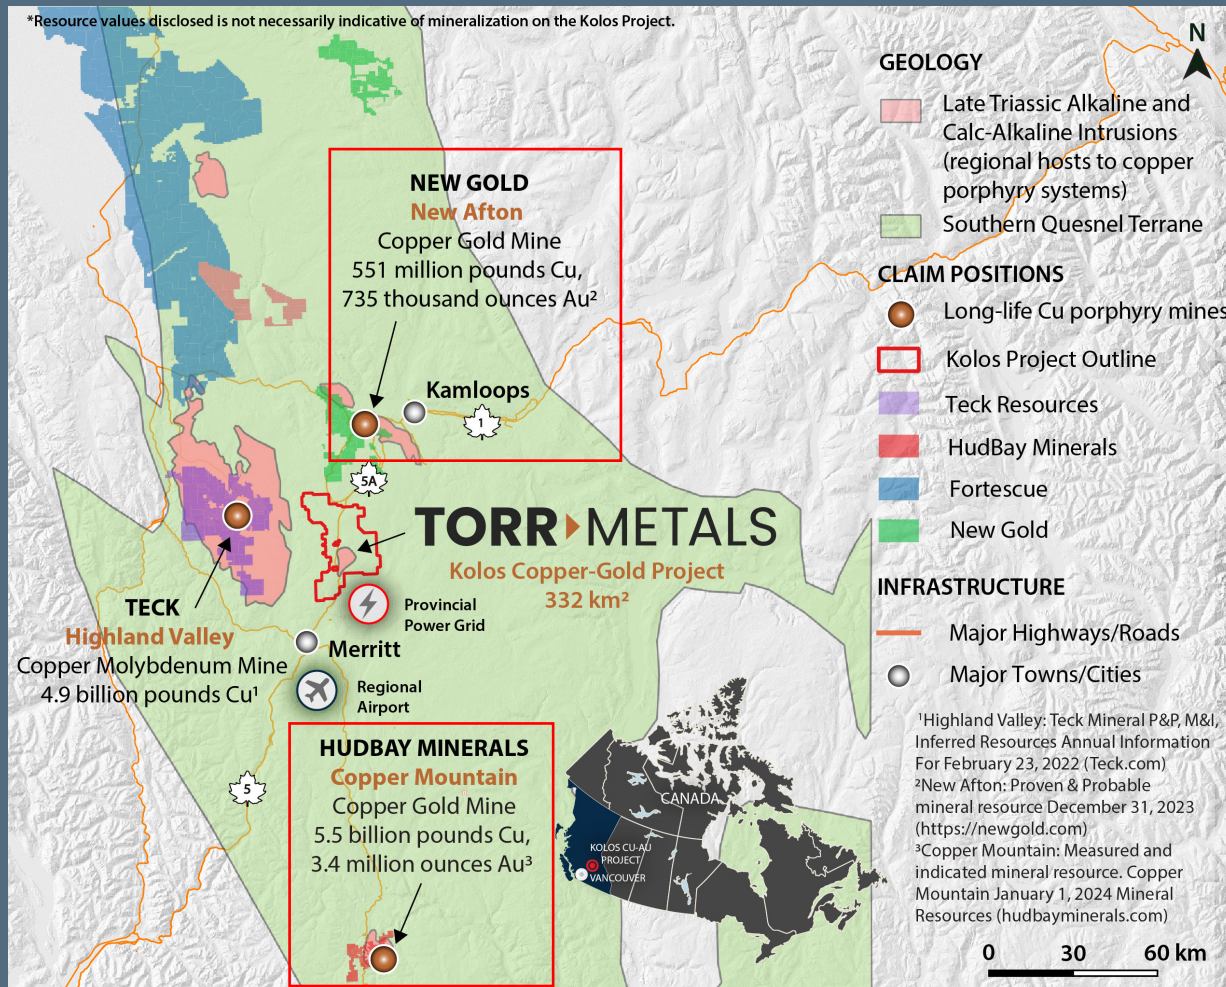 *Resource values disclosed is not necessarily indicative of mineralization on the Kolos Project.
N
NEW GOLD
New Afton
Copper Gold Mine
551 million pounds Cu,
735 thousand ounces Au²
Kamloops
1
5A
TORR METALS
Kolos Copper-Gold Project
332 km²
Provincial
Power Grid
TECK
Highland Valley
Copper Molybdenum Mine
4.9 billion pounds Cu¹
Merritt
Regional
Airport
5
HUDBAY MINERALS
Copper Mountain
Copper Gold Mine
5.5 billion pounds Cu,
3.4 million ounces Au³
CANADA
KOLOS CU-AU
PROJECT
VANCOUVER
GEOLOGY
Late Triassic Alkaline and
Calc-Alkaline Intrusions
(regional hosts to copper
porphyry systems)
Southern Quesnel Terrane
CLAIM POSITIONS
Long-life Cu porphyry mines
Kolos Project Outline
Teck Resources
HudBay Minerals
Fortescue
New Gold
INFRASTRUCTURE
Major Highways/Roads
Major Towns/Cities
¹Highland Valley: Teck Mineral P&P, M&I,
Inferred Resources Annual Information
For February 23, 2022 (Teck.com)
²New Afton: Proven & Probable
mineral resource December 31, 2023
(https://newgold.com)
³Copper Mountain: Measured and
indicated mineral resource. Copper
Mountain January 1, 2024 Mineral
Resources (hudbayminerals.com)
0 30 60 km